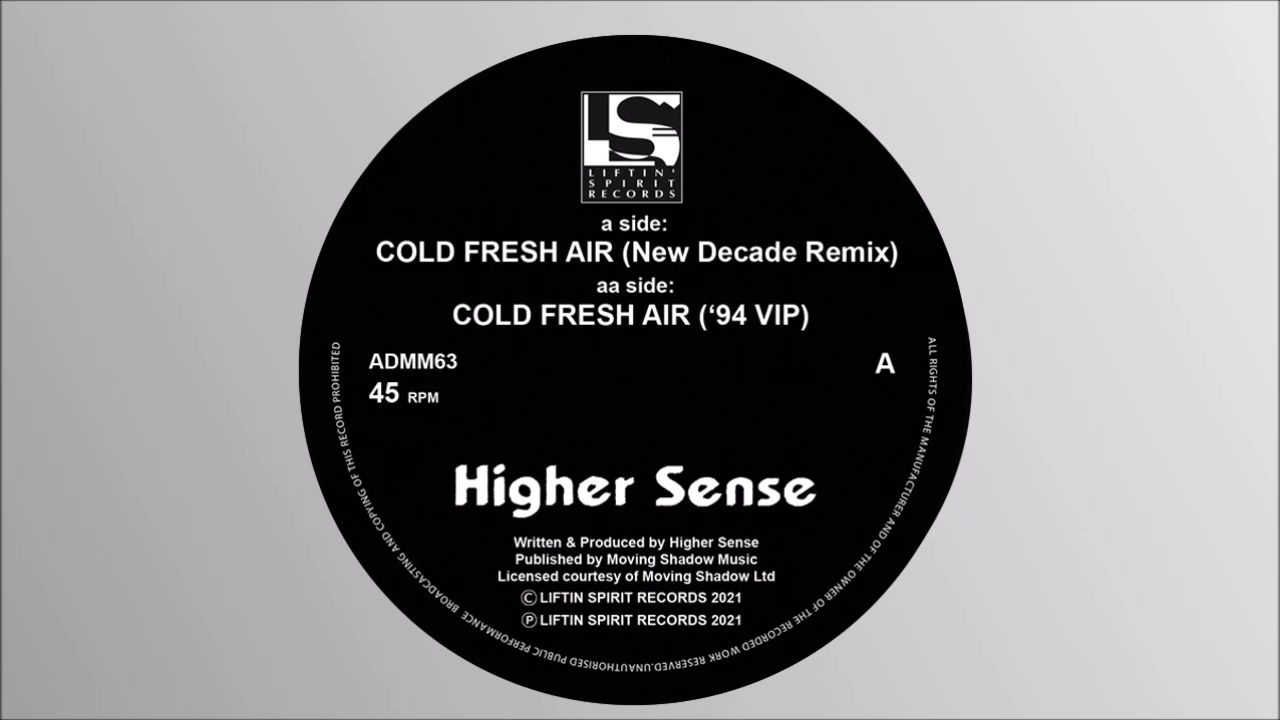 LS
LIFTIN'
SPIRIT
RECORDS
a side:
COLD FRESH AIR (New Decade Remix)
aa side:
COLD FRESH AIR (‘94 VIP)
ADMM63
A
45 RPM
Higher Sense
Written & Produced by Higher Sense
Published by Moving Shadow Music
Licensed courtesy of Moving Shadow Ltd
Ⓒ LIFTIN SPIRIT RECORDS 2021
Ⓟ LIFTIN SPIRIT RECORDS 2021
ALL RIGHTS OF THE MANUFACTURER AND OF THE OWNER OF THE RECORDED WORK RESERVED.UNAUTHORISED PUBLIC PERFORMANCE BROADCASTING AND COPYING OF THIS RECORD PROHIBITED